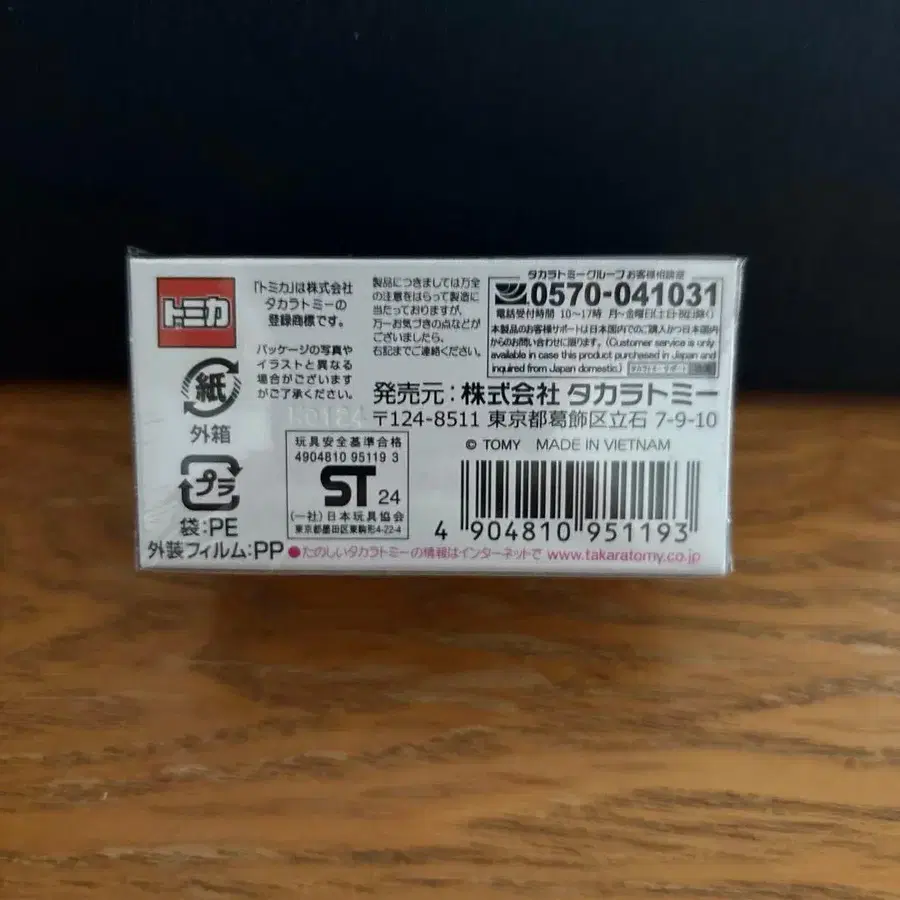 トミカ
「トミカ」は株式会社
タカラトミーの
登録商標です。
パッケージの写真や
イラストと異なる
場合がございます
がご了承ください。
製品につきましては万全
の注意をはらって製造に
当たっておりますが、
万一お気づきの点などが
ございましたら、
右記までご連絡ください。
タカラトミーグループ お客様相談室
0570-041031
電話受付時間 10〜17時 月〜金曜日(土・日・祝日除く)
本製品のお客様サポートは日本国内でのご購入かつ日本国内
からのお問い合わせに限ります。(Customer service is only
available in case this product purchased in Japan and
inquired from Japan domestic.)
発売元:株式会社 タカラトミー
〒124-8511 東京都葛飾区立石 7-9-10
© TOMY MADE IN VIETNAM
紙
外箱
プラ
袋:PE
外装フィルム:PP
玩具安全基準合格
4904810 95119 3
ST 24
(一社)日本玩具協会
東京都墨田区東駒形4-22-4
4 904810 951193
●たのしいタカラトミーの情報はインターネットで www.takaratomy.co.jp